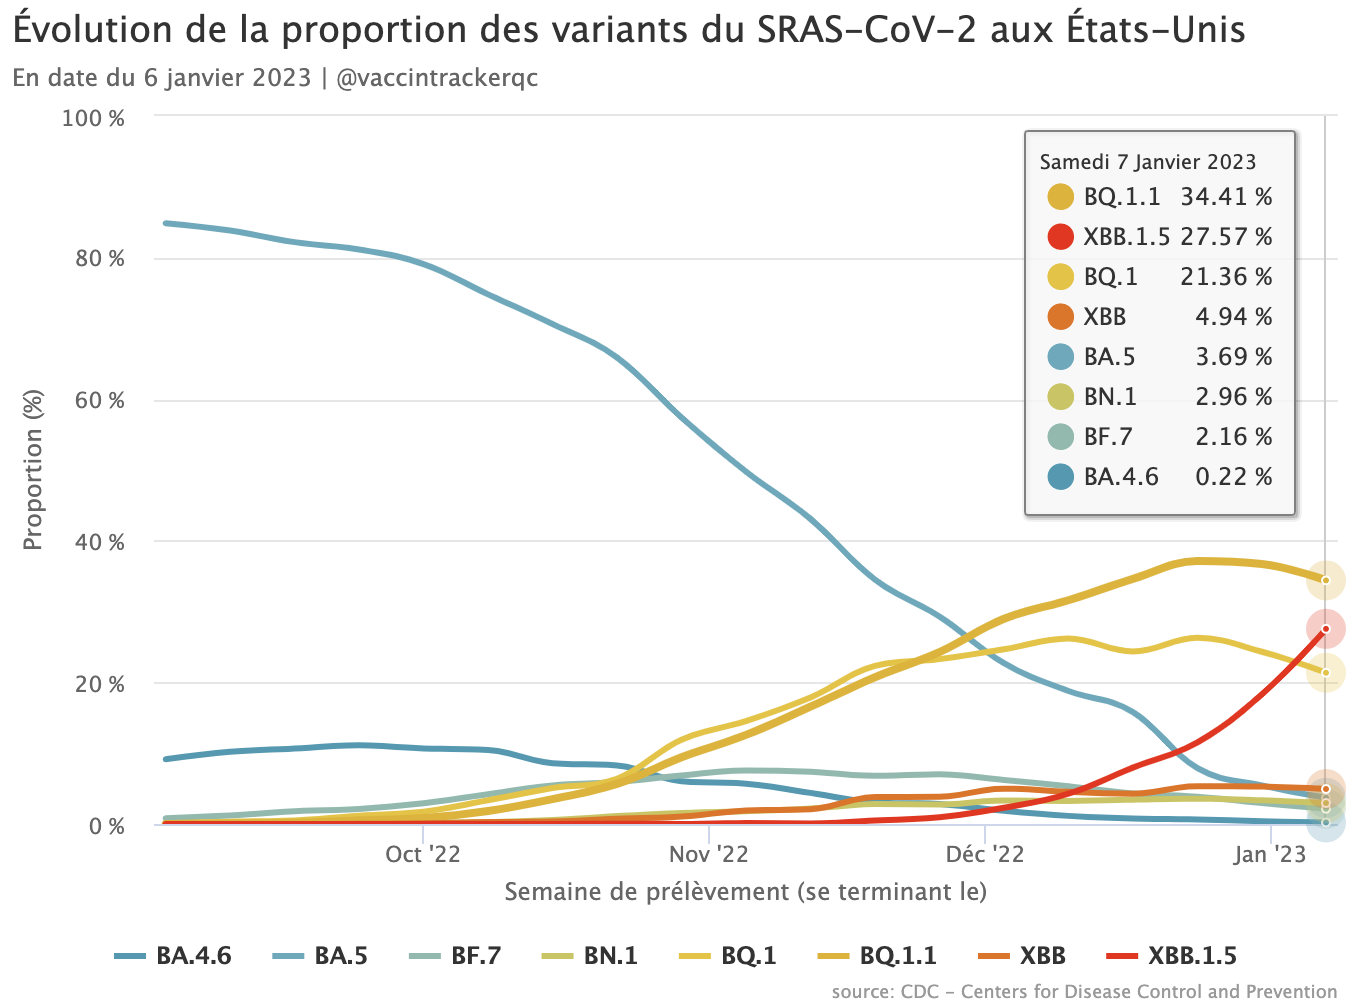 Évolution de la proportion des variants du SRAS-CoV-2 aux États-Unis
En date du 6 janvier 2023 | @vaccintrackerqc
100 %
80 %
60 %
40 %
20 %
0 %
Proportion (%)
Samedi 7 Janvier 2023
BQ.1.1 34.41 %
XBB.1.5 27.57 %
BQ.1 21.36 %
XBB 4.94 %
BA.5 3.69 %
BN.1 2.96 %
BF.7 2.16 %
BA.4.6 0.22 %
Oct '22 Nov '22 Déc '22 Jan '23
Semaine de prélèvement (se terminant le)
BA.4.6 BA.5 BF.7 BN.1 BQ.1 BQ.1.1 XBB XBB.1.5
source: CDC - Centers for Disease Control and Prevention